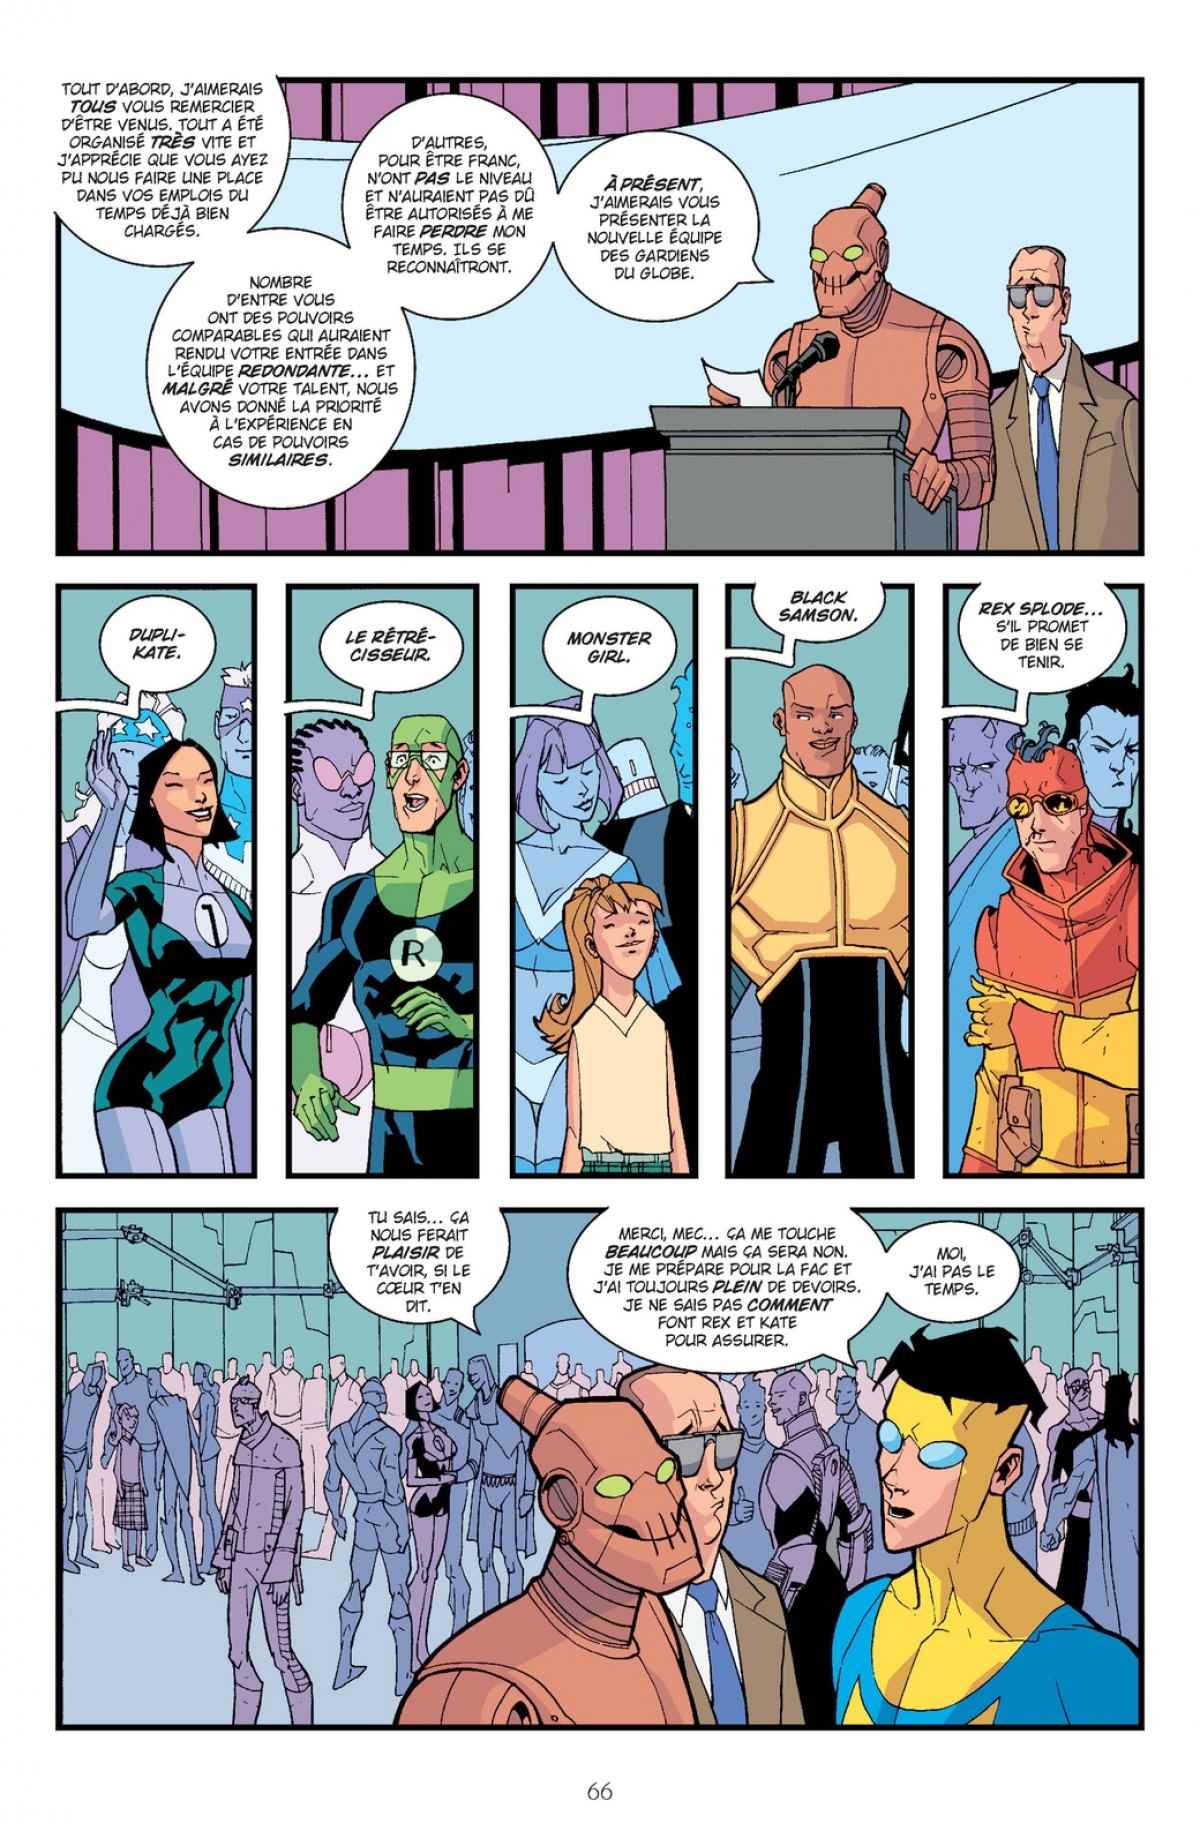 TOUT D'ABORD, J'AIMERAIS
TOUS VOUS REMERCIER
D'ÊTRE VENUS. TOUT A ÉTÉ
ORGANISÉ TRÈS VITE ET
J'APPRÉCIE QUE VOUS AYEZ
PU NOUS FAIRE UNE PLACE
DANS VOS EMPLOIS DU
TEMPS DÉJÀ BIEN
CHARGÉS.
NOMBRE
D'ENTRE VOUS
ONT DES POUVOIRS
COMPARABLES QUI AURAIENT
RENDU VOTRE ENTRÉE DANS
L'ÉQUIPE REDONDANTE... ET
MALGRÉ VOTRE TALENT, NOUS
AVONS DONNÉ LA PRIORITÉ
À L'EXPÉRIENCE EN
CAS DE POUVOIRS
SIMILAIRES.
D'AUTRES,
POUR ÊTRE FRANC,
N'ONT PAS LE NIVEAU
ET N'AURAIENT PAS DÛ
ÊTRE AUTORISÉS À ME
FAIRE PERDRE MON
TEMPS. ILS SE
RECONNAÎTRONT.
À PRÉSENT,
J'AIMERAIS VOUS
PRÉSENTER LA
NOUVELLE ÉQUIPE
DES GARDIENS
DU GLOBE.
DUPLI-
KATE.
1
LE RÉTRÉ-
CISSEUR.
R
MONSTER
GIRL.
BLACK
SAMSON.
REX SPLODE...
S'IL PROMET
DE BIEN SE
TENIR.
TU SAIS... ÇA
NOUS FERAIT
PLAISIR DE
T'AVOIR, SI LE
CŒUR T'EN
DIT.
MERCI, MEC... ÇA ME TOUCHE
BEAUCOUP MAIS ÇA SERA NON.
JE ME PRÉPARE POUR LA FAC ET
J'AI TOUJOURS PLEIN DE DEVOIRS.
JE NE SAIS PAS COMMENT
FONT REX ET KATE
POUR ASSURER.
MOI,
J'AI PAS LE
TEMPS.
66